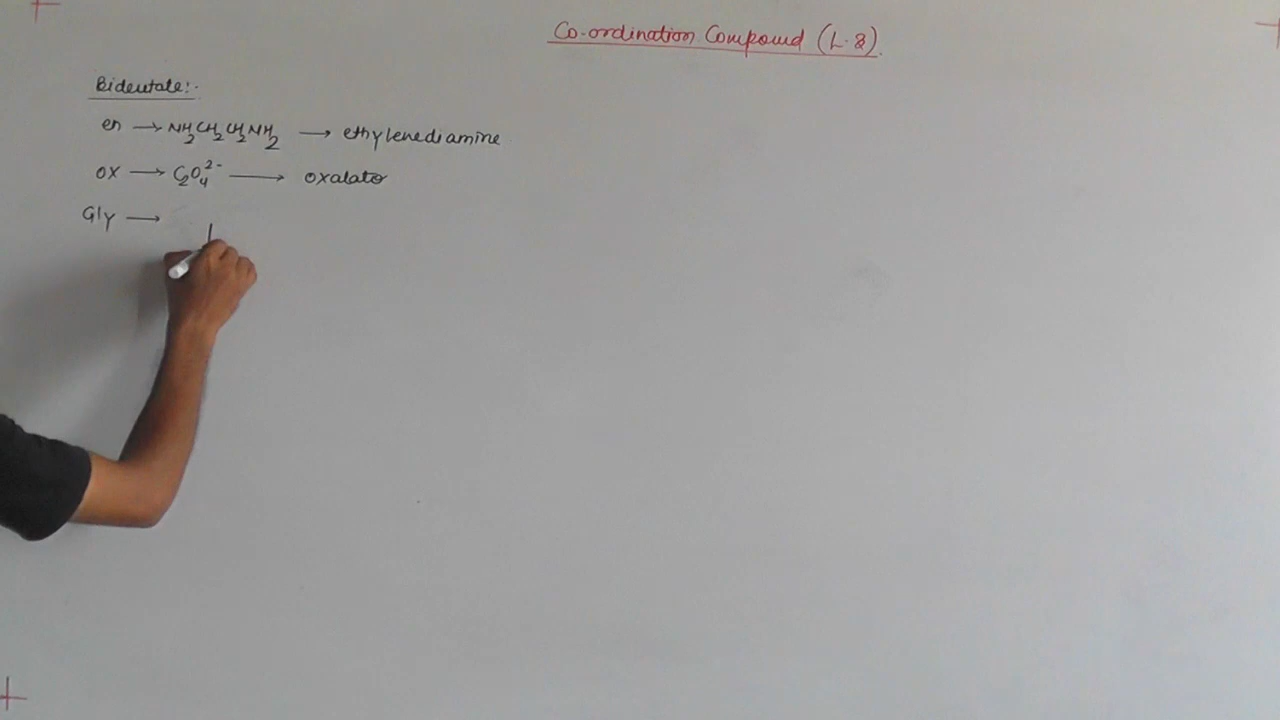 Co-ordination Compound (L-8).
Bidentate:-
en → NH2CH2CH2NH2 → ethylenediamine
ox → C2O4^2- → oxalato
Gly →